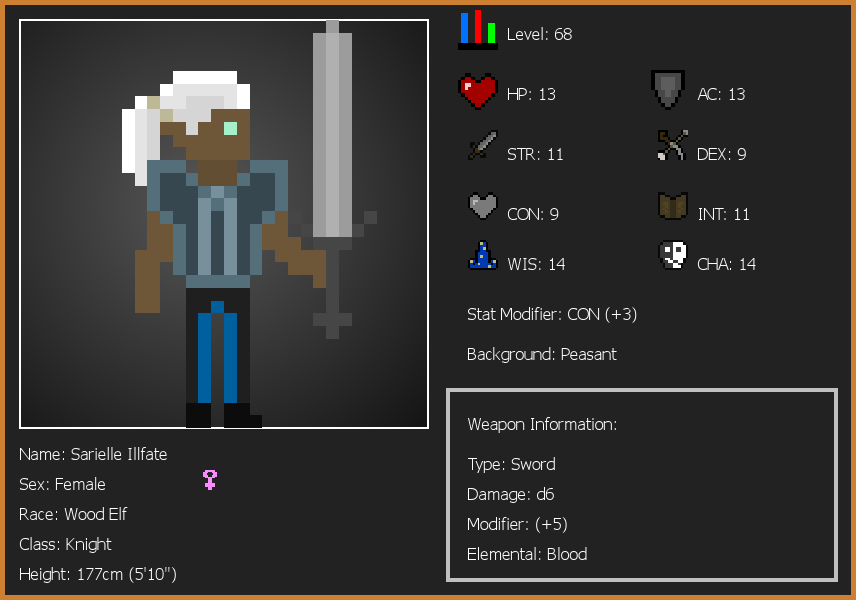 Level: 68
HP: 13
AC: 13
STR: 11
DEX: 9
CON: 9
INT: 11
WIS: 14
CHA: 14
Stat Modifier: CON (+3)
Background: Peasant
Weapon Information:
Type: Sword
Damage: d6
Modifier: (+5)
Elemental: Blood
Name: Sarielle Illfate
Sex: Female
Race: Wood Elf
Class: Knight
Height: 177cm (5'10")